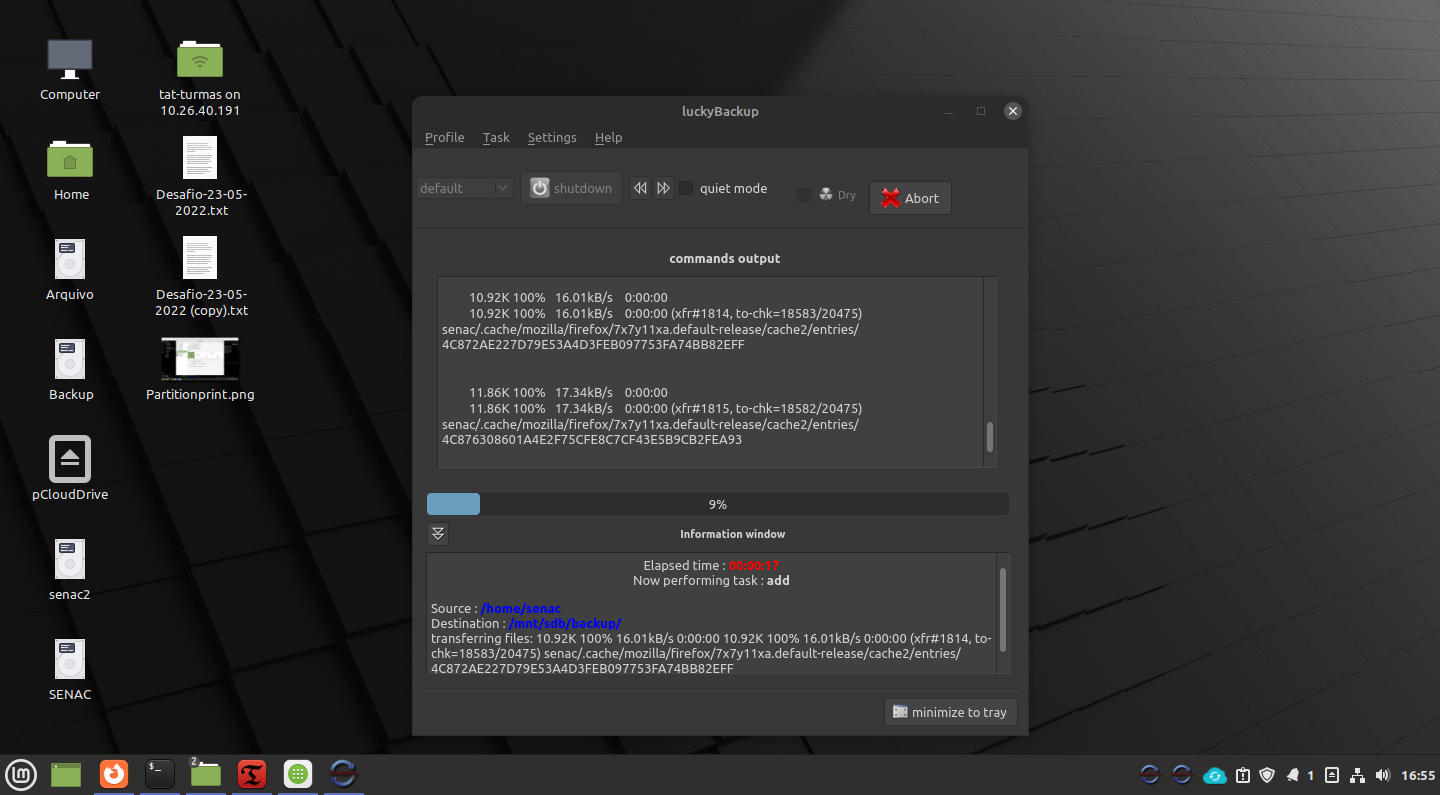 Computer
tat-turmas on
10.26.40.191
Home
Desafio-23-05-
2022.txt
Arquivo
Desafio-23-05-
2022 (copy).txt
Backup
Partitionprint.png
pCloudDrive
senac2
SENAC
luckyBackup
Profile Task Settings Help
default shutdown quiet mode Dry Abort
commands output
10.92K 100% 16.01kB/s 0:00:00
10.92K 100% 16.01kB/s 0:00:00 (xfr#1814, to-chk=18583/20475)
senac/.cache/mozilla/firefox/7x7y11xa.default-release/cache2/entries/
4C872AE227D79E53A4D3FEB097753FA74BB82EFF
11.86K 100% 17.34kB/s 0:00:00
11.86K 100% 17.34kB/s 0:00:00 (xfr#1815, to-chk=18582/20475)
senac/.cache/mozilla/firefox/7x7y11xa.default-release/cache2/entries/
4C876308601A4E2F75CFE8C7CF43E5B9CB2FEA93
9%
Information window
Elapsed time : 00:00:17
Now performing task : add
Source : /home/senac
Destination : /mnt/sdb/backup/
transferring files: 10.92K 100% 16.01kB/s 0:00:00 10.92K 100% 16.01kB/s 0:00:00 (xfr#1814, to-
chk=18583/20475) senac/.cache/mozilla/firefox/7x7y11xa.default-release/cache2/entries/
4C872AE227D79E53A4D3FEB097753FA74BB82EFF
minimize to tray
2
$_
1
16:55